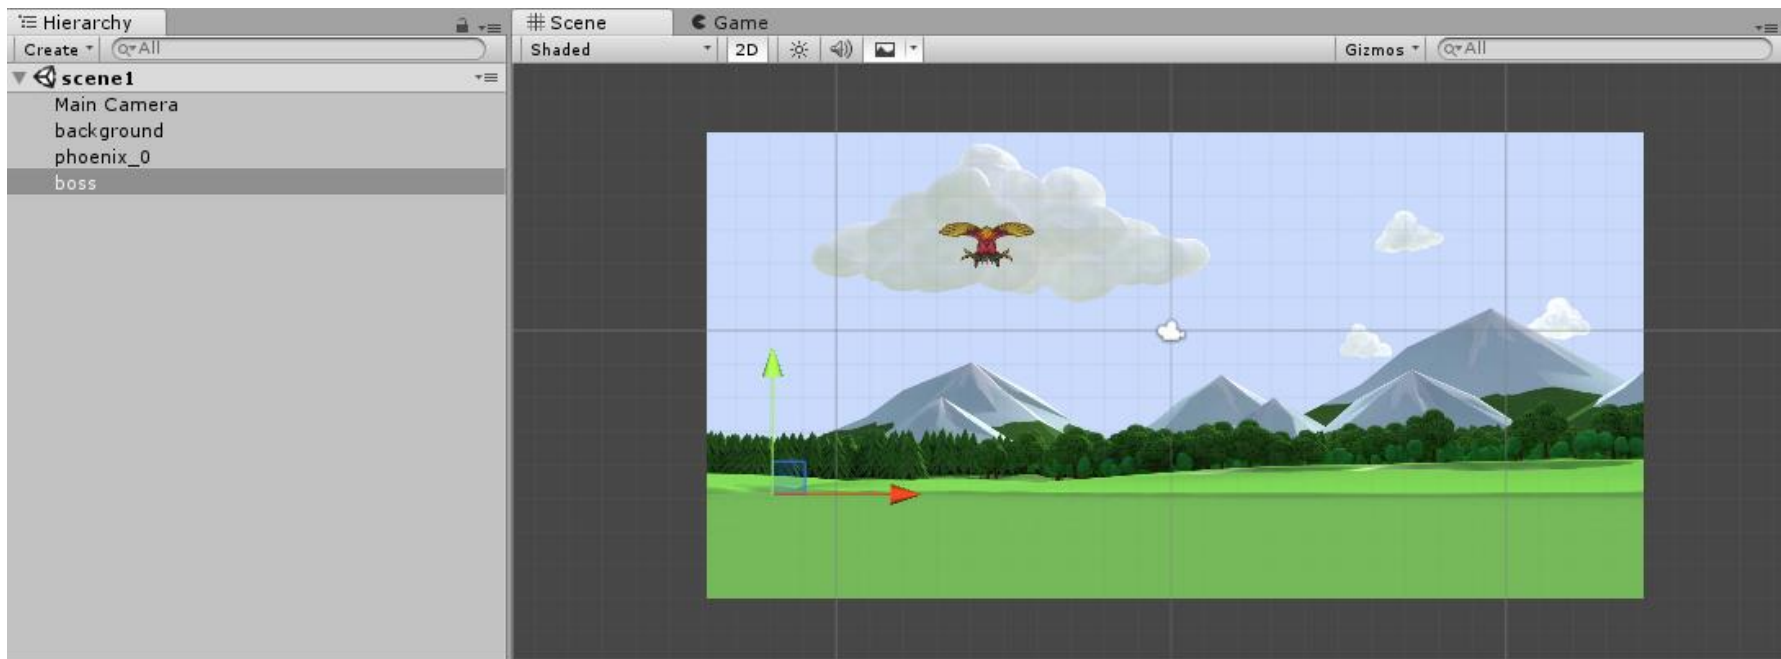 Hierarchy
Create All
scene1
Main Camera
background
phoenix_0
boss
Scene Game
Shaded 2D Gizmos All